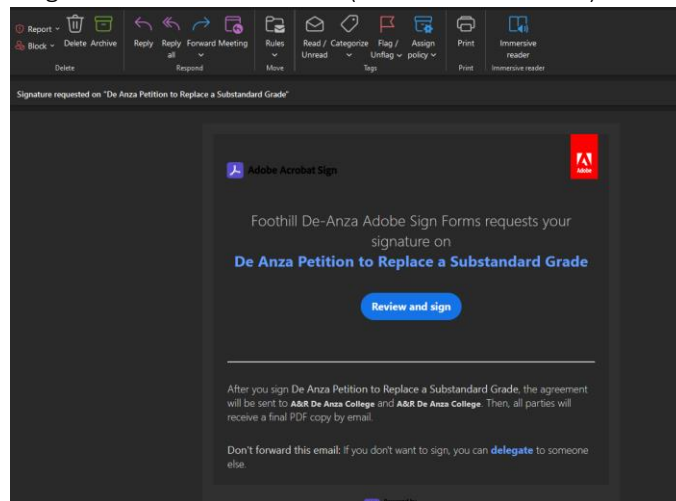 Report
Block
Delete
Archive
Reply
Reply all
Forward
Meeting
Rules
Read / Unread
Categorize
Flag / Unflag
Assign policy
Print
Immersive reader
Delete
Respond
Move
Tags
Print
Immersive reader
Signature requested on "De Anza Petition to Replace a Substandard Grade"
Adobe Acrobat Sign
Adobe
Foothill De-Anza Adobe Sign Forms requests your
signature on
De Anza Petition to Replace a Substandard Grade
Review and sign
After you sign De Anza Petition to Replace a Substandard Grade, the agreement
will be sent to A&R De Anza College and A&R De Anza College. Then, all parties will
receive a final PDF copy by email.
Don't forward this email: If you don't want to sign, you can delegate to someone
else.